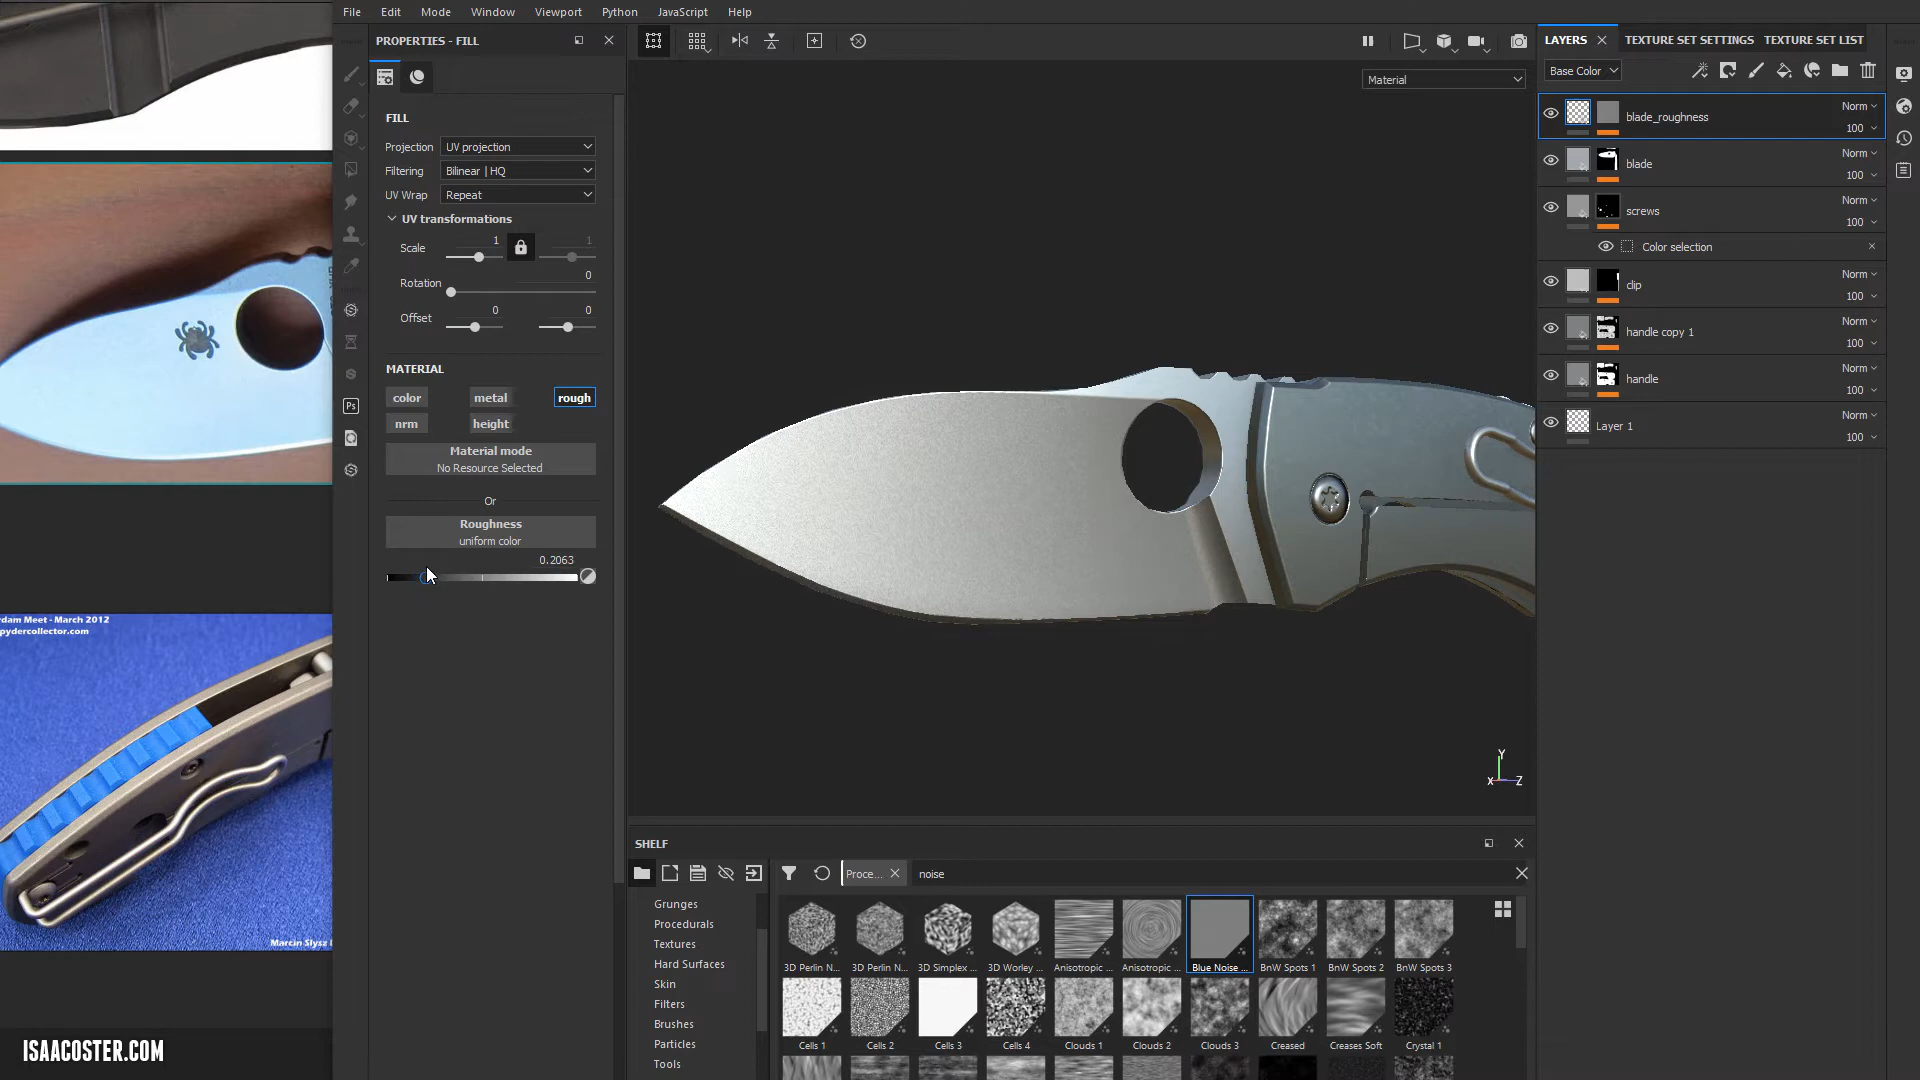 File
Edit
Mode
Window
Viewport
Python
JavaScript
Help
PROPERTIES - FILL
FILL
Projection
UV projection
Filtering
Bilinear | HQ
UV Wrap
Repeat
UV transformations
Scale
1
1
Rotation
0
Offset
0
0
MATERIAL
color
metal
rough
nrm
height
Material mode
No Resource Selected
Or
Roughness
uniform color
0.2063
Ps
Material
Y
X
Z
LAYERS
TEXTURE SET SETTINGS
TEXTURE SET LIST
Base Color
blade_roughness
Norm
100
blade
Norm
100
screws
Norm
100
Color selection
clip
Norm
100
handle copy 1
Norm
100
handle
Norm
100
Layer 1
Norm
100
SHELF
Proce...
noise
Grunges
Procedurals
Textures
Hard Surfaces
Skin
Filters
Brushes
Particles
Tools
3D Perlin N...
3D Perlin N...
3D Simplex ...
3D Worley ...
Anisotropic ...
Anisotropic ...
Blue Noise ...
BnW Spots 1
BnW Spots 2
BnW Spots 3
Cells 1
Cells 2
Cells 3
Cells 4
Clouds 1
Clouds 2
Clouds 3
Creased
Creases Soft
Crystal 1
rdam Meet - March 2012
pydercollector.com
Marcin Slysz
ISAACOSTER.COM